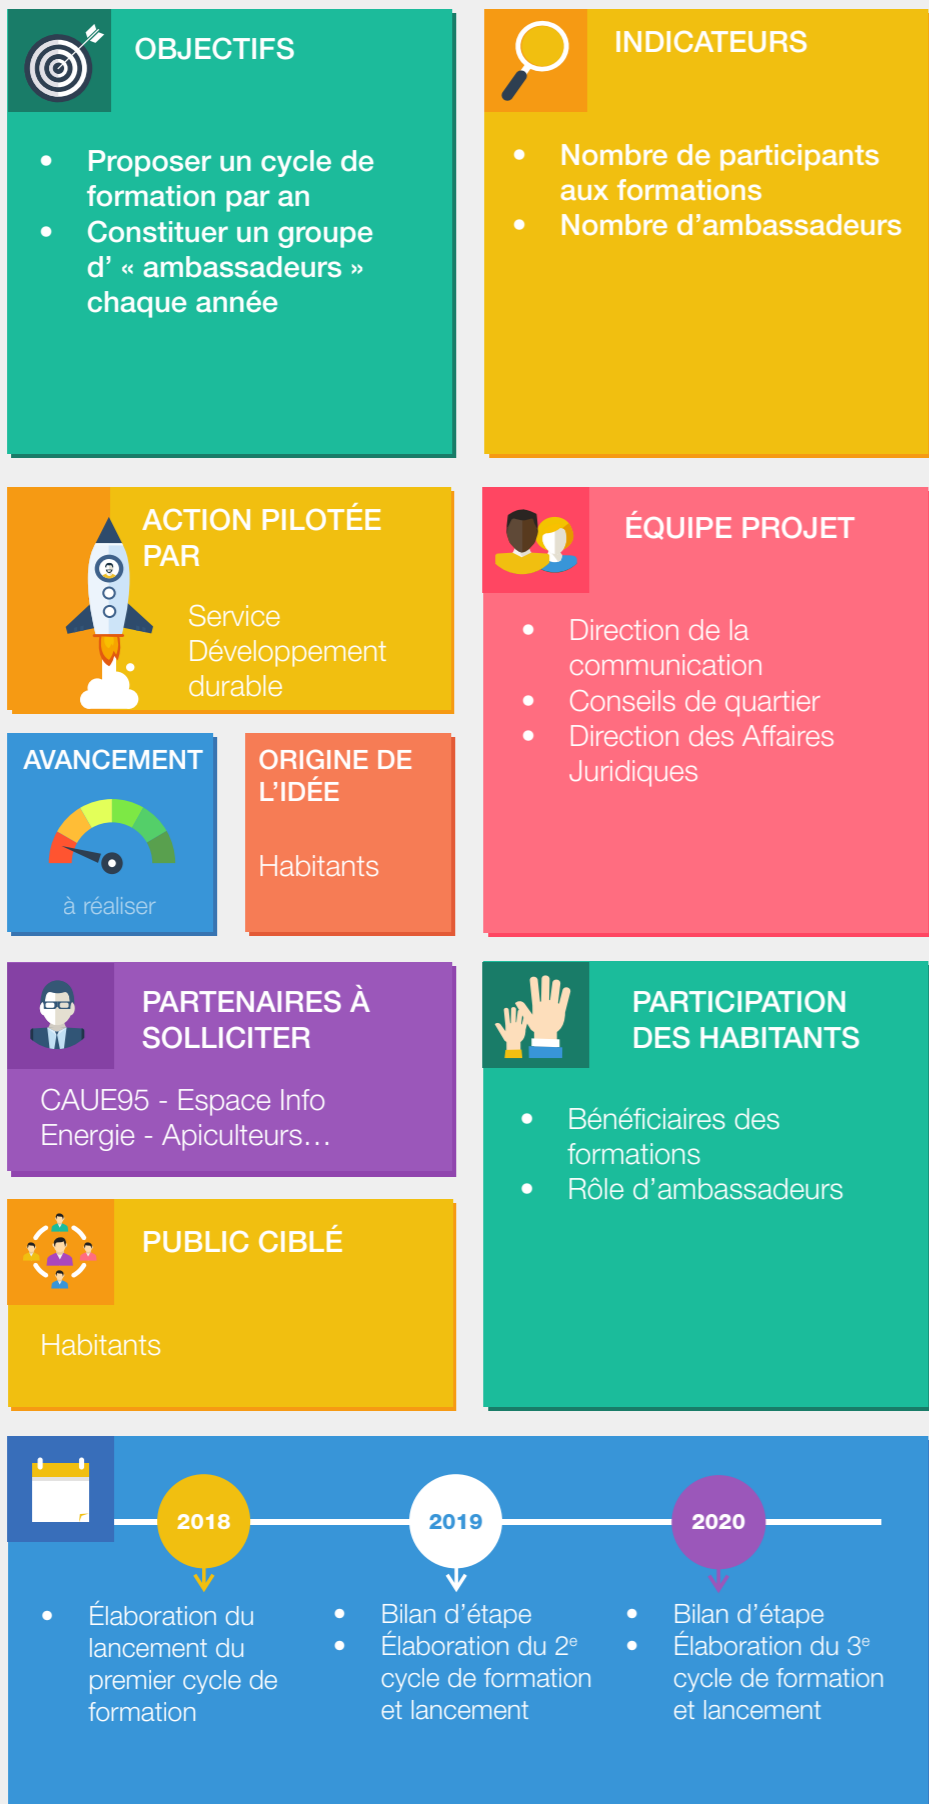 OBJECTIFS
• Proposer un cycle de
formation par an
• Constituer un groupe
d’ « ambassadeurs »
chaque année
INDICATEURS
• Nombre de participants
aux formations
• Nombre d’ambassadeurs
ACTION PILOTÉE
PAR
Service
Développement
durable
ÉQUIPE PROJET
• Direction de la
communication
• Conseils de quartier
• Direction des Affaires
Juridiques
AVANCEMENT
à réaliser
ORIGINE DE
L’IDÉE
Habitants
PARTENAIRES À
SOLLICITER
CAUE95 - Espace Info
Energie - Apiculteurs…
PARTICIPATION
DES HABITANTS
• Bénéficiaires des
formations
• Rôle d’ambassadeurs
PUBLIC CIBLÉ
Habitants
2018
• Élaboration du
lancement du
premier cycle de
formation
2019
• Bilan d’étape
• Élaboration du 2e
cycle de formation
et lancement
2020
• Bilan d’étape
• Élaboration du 3e
cycle de formation
et lancement